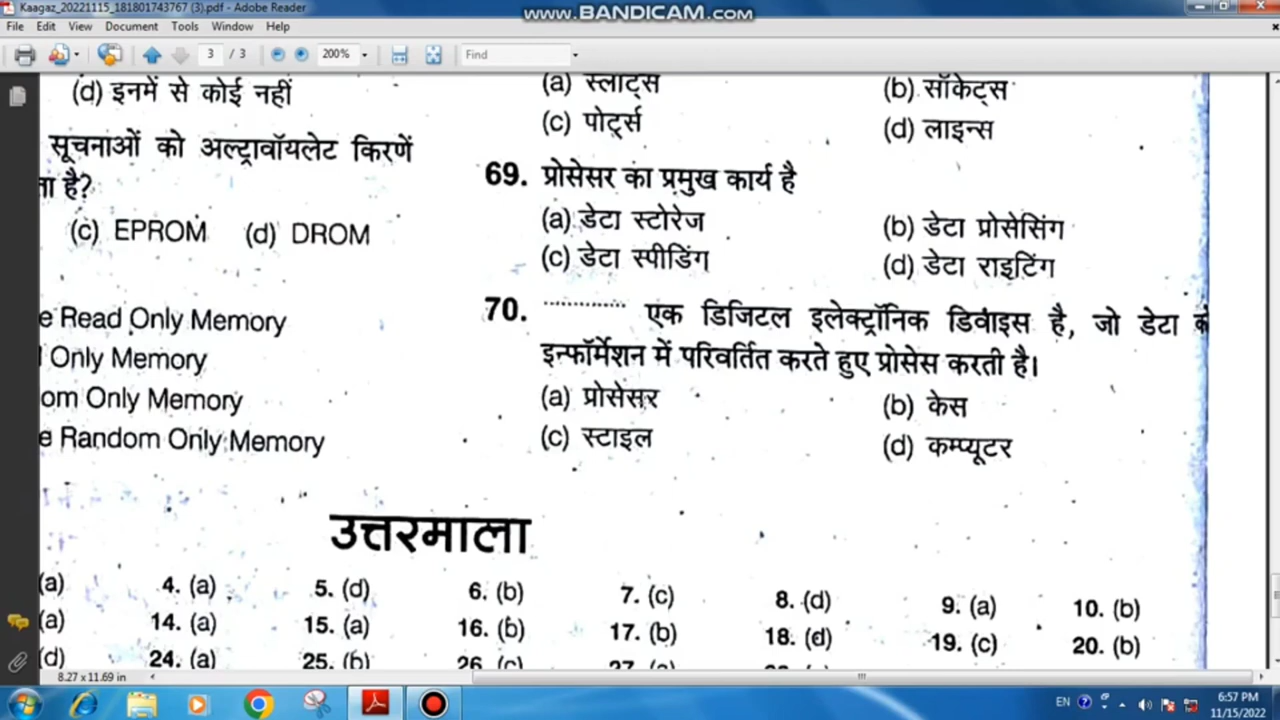 Kaagaz_20221115_181801743767 (3).pdf - Adobe Reader
www.BANDICAM.com
File Edit View Document Tools Window Help
3 / 3 200% Find
(d) इनमें से कोई नहीं
सूचनाओं को अल्ट्रावॉयलेट किरणें
है?
(c) EPROM (d) DROM
Read Only Memory
Only Memory
Only Memory
Random Only Memory
(a) स्लाट्स (b) सॉकेट्स
(c) पोर्ट्स (d) लाइन्स
69. प्रोसेसर का प्रमुख कार्य है
(a) डेटा स्टोरेज (b) डेटा प्रोसेसिंग
(c) डेटा स्पीडिंग (d) डेटा राइटिंग
70. ............. एक डिजिटल इलेक्ट्रॉनिक डिवाइस है, जो डेटा
इन्फॉर्मेशन में परिवर्तित करते हुए प्रोसेस करती है।
(a) प्रोसेसर (b) केस
(c) स्टाइल (d) कम्प्यूटर
उत्तरमाला
(a) 4. (a) 5. (d) 6. (b) 7. (c) 8. (d) 9. (a) 10. (b)
(a) 14. (a) 15. (a) 16. (b) 17. (b) 18. (d) 19. (c) 20. (b)
(d) 24. (a) 25. (b) 26. (c)
8.27 x 11.69 in
EN 6:57 PM
11/15/2022